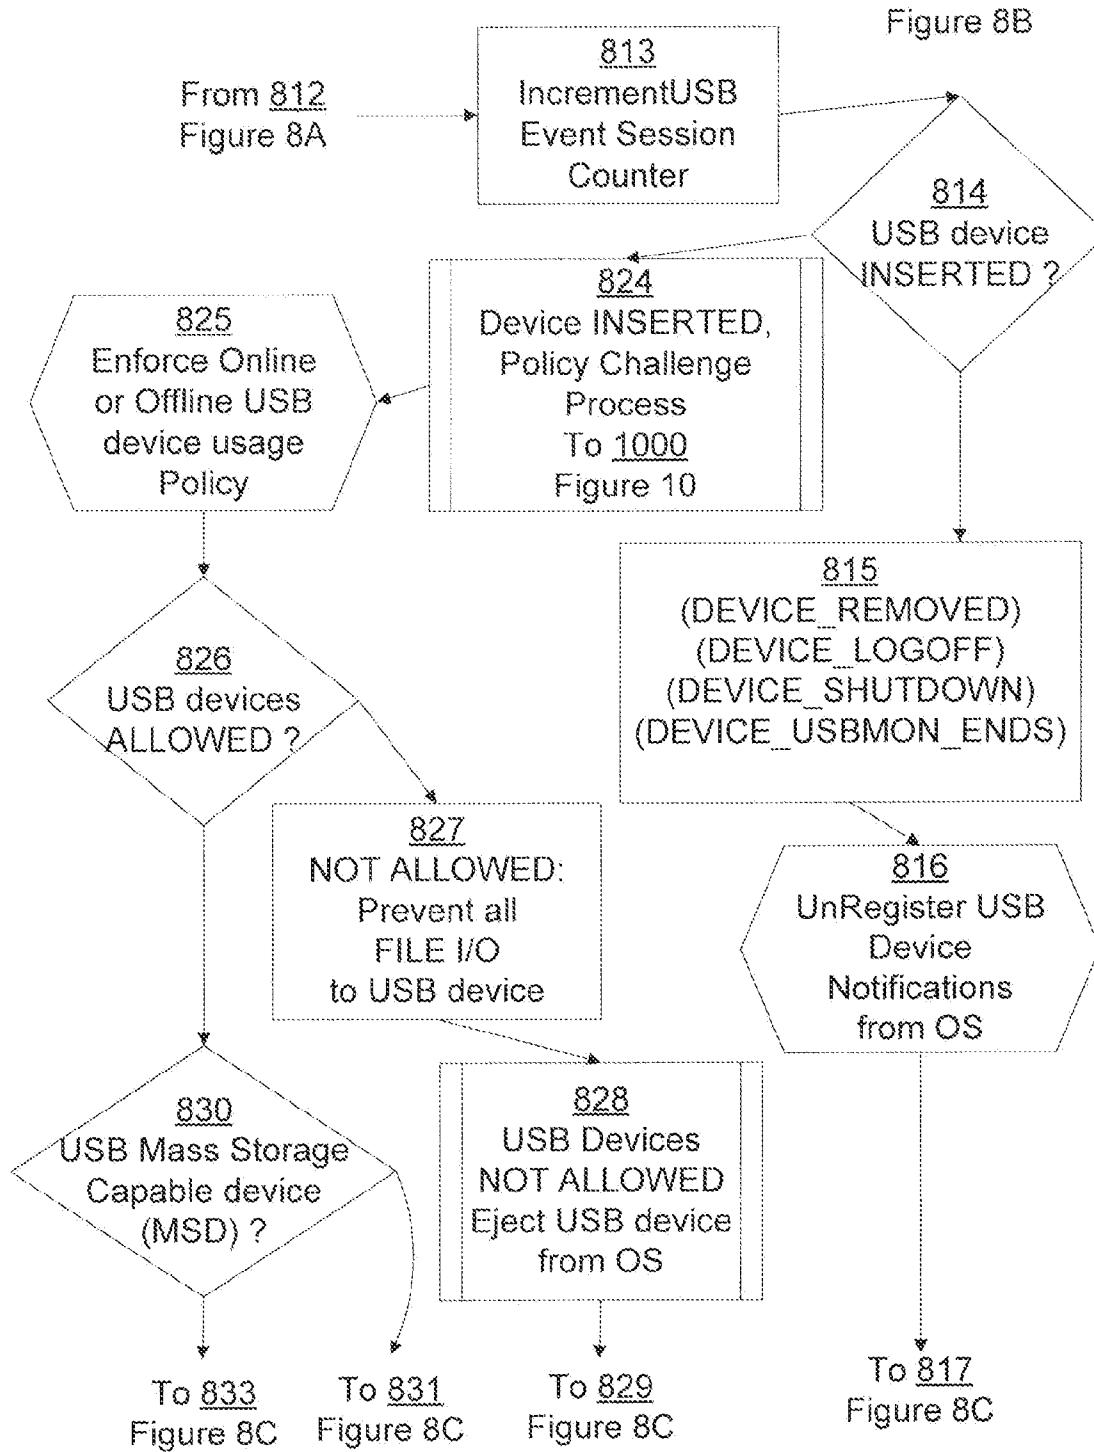 Figure 8B
From 812
Figure 8A
813
IncrementUSB
Event Session
Counter
814
USB device
INSERTED ?
824
Device INSERTED,
Policy Challenge
Process
To 1000
Figure 10
825
Enforce Online
or Offline USB
device usage
Policy
815
(DEVICE_REMOVED)
(DEVICE_LOGOFF)
(DEVICE_SHUTDOWN)
(DEVICE_USBMON_ENDS)
826
USB devices
ALLOWED ?
827
NOT ALLOWED:
Prevent all
FILE I/O
to USB device
816
UnRegister USB
Device
Notifications
from OS
830
USB Mass Storage
Capable device
(MSD) ?
828
USB Devices
NOT ALLOWED
Eject USB device
from OS
To 833
Figure 8C
To 831
Figure 8C
To 829
Figure 8C
To 817
Figure 8C